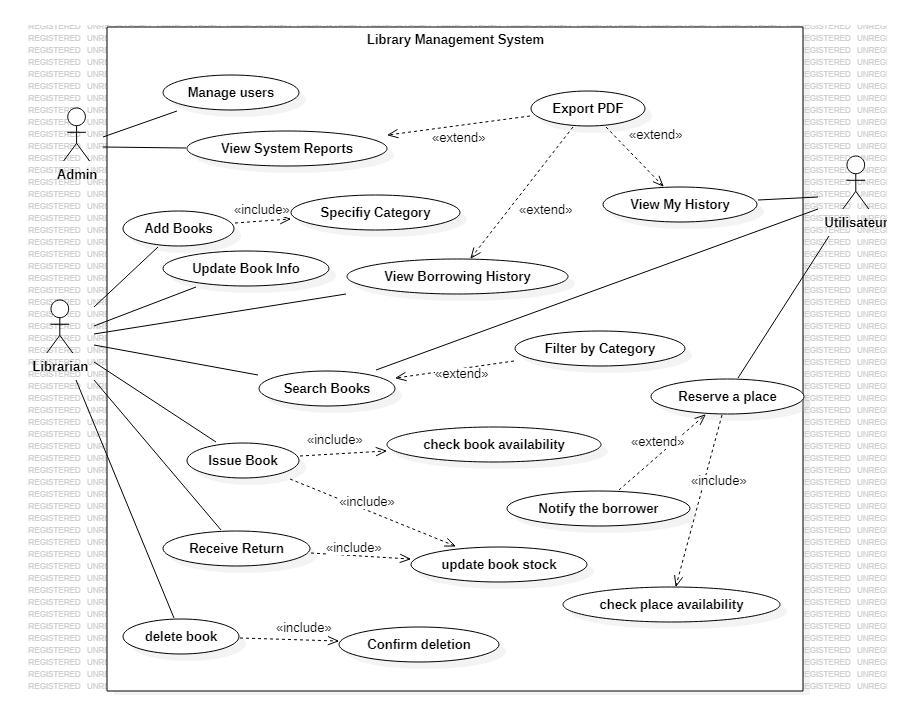 Library Management System
Manage users
Export PDF
«extend»
«extend»
View System Reports
Admin
«include»
Specifiy Category
View My History
«extend»
Add Books
Utilisateur
Update Book Info
View Borrowing History
Librarian
Filter by Category
«extend»
Search Books
Reserve a place
«include»
check book availability
«extend»
Issue Book
«include»
«include»
Notify the borrower
Receive Return
«include»
update book stock
check place availability
«include»
delete book
Confirm deletion
REGISTERED UNREGISTERED